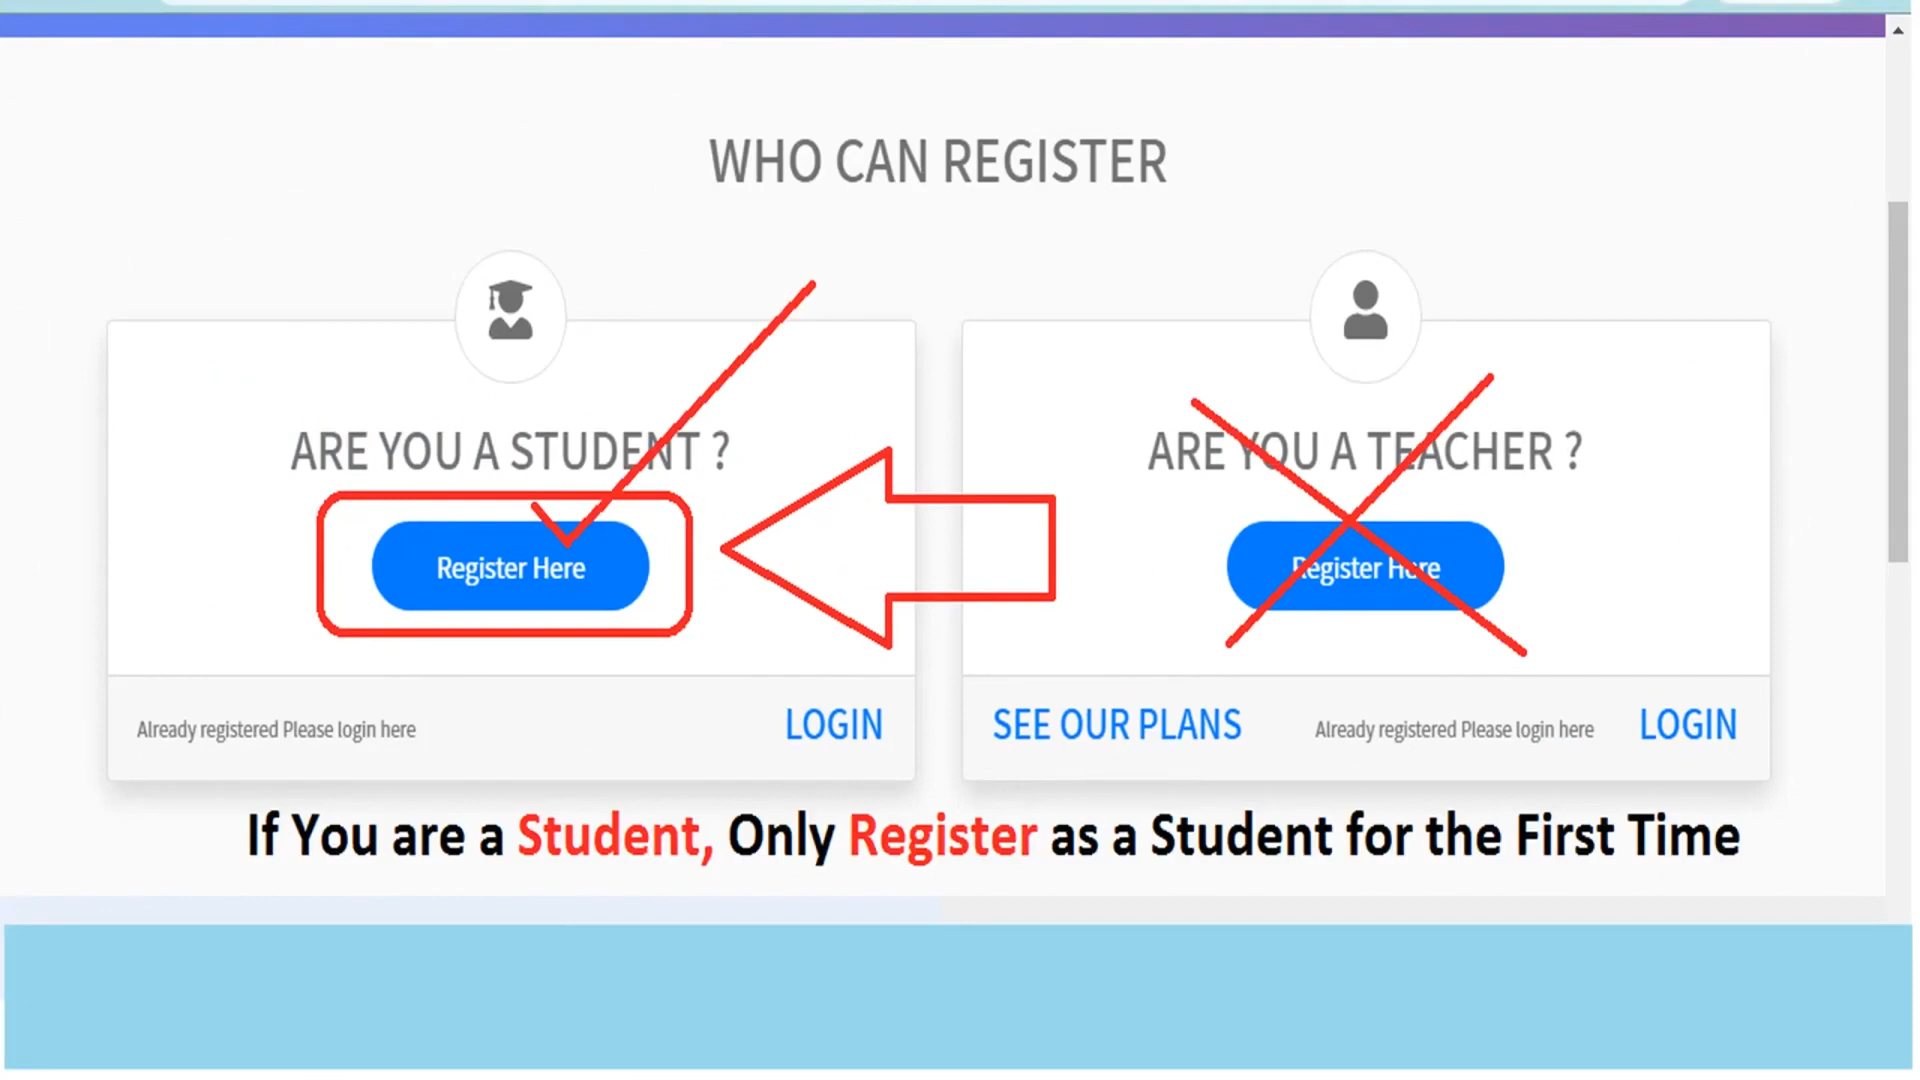 WHO CAN REGISTER
ARE YOU A STUDENT ?
Register Here
Already registered Please login here
LOGIN
ARE YOU A TEACHER ?
Register Here
SEE OUR PLANS
Already registered Please login here
LOGIN
If You are a Student, Only Register as a Student for the First Time